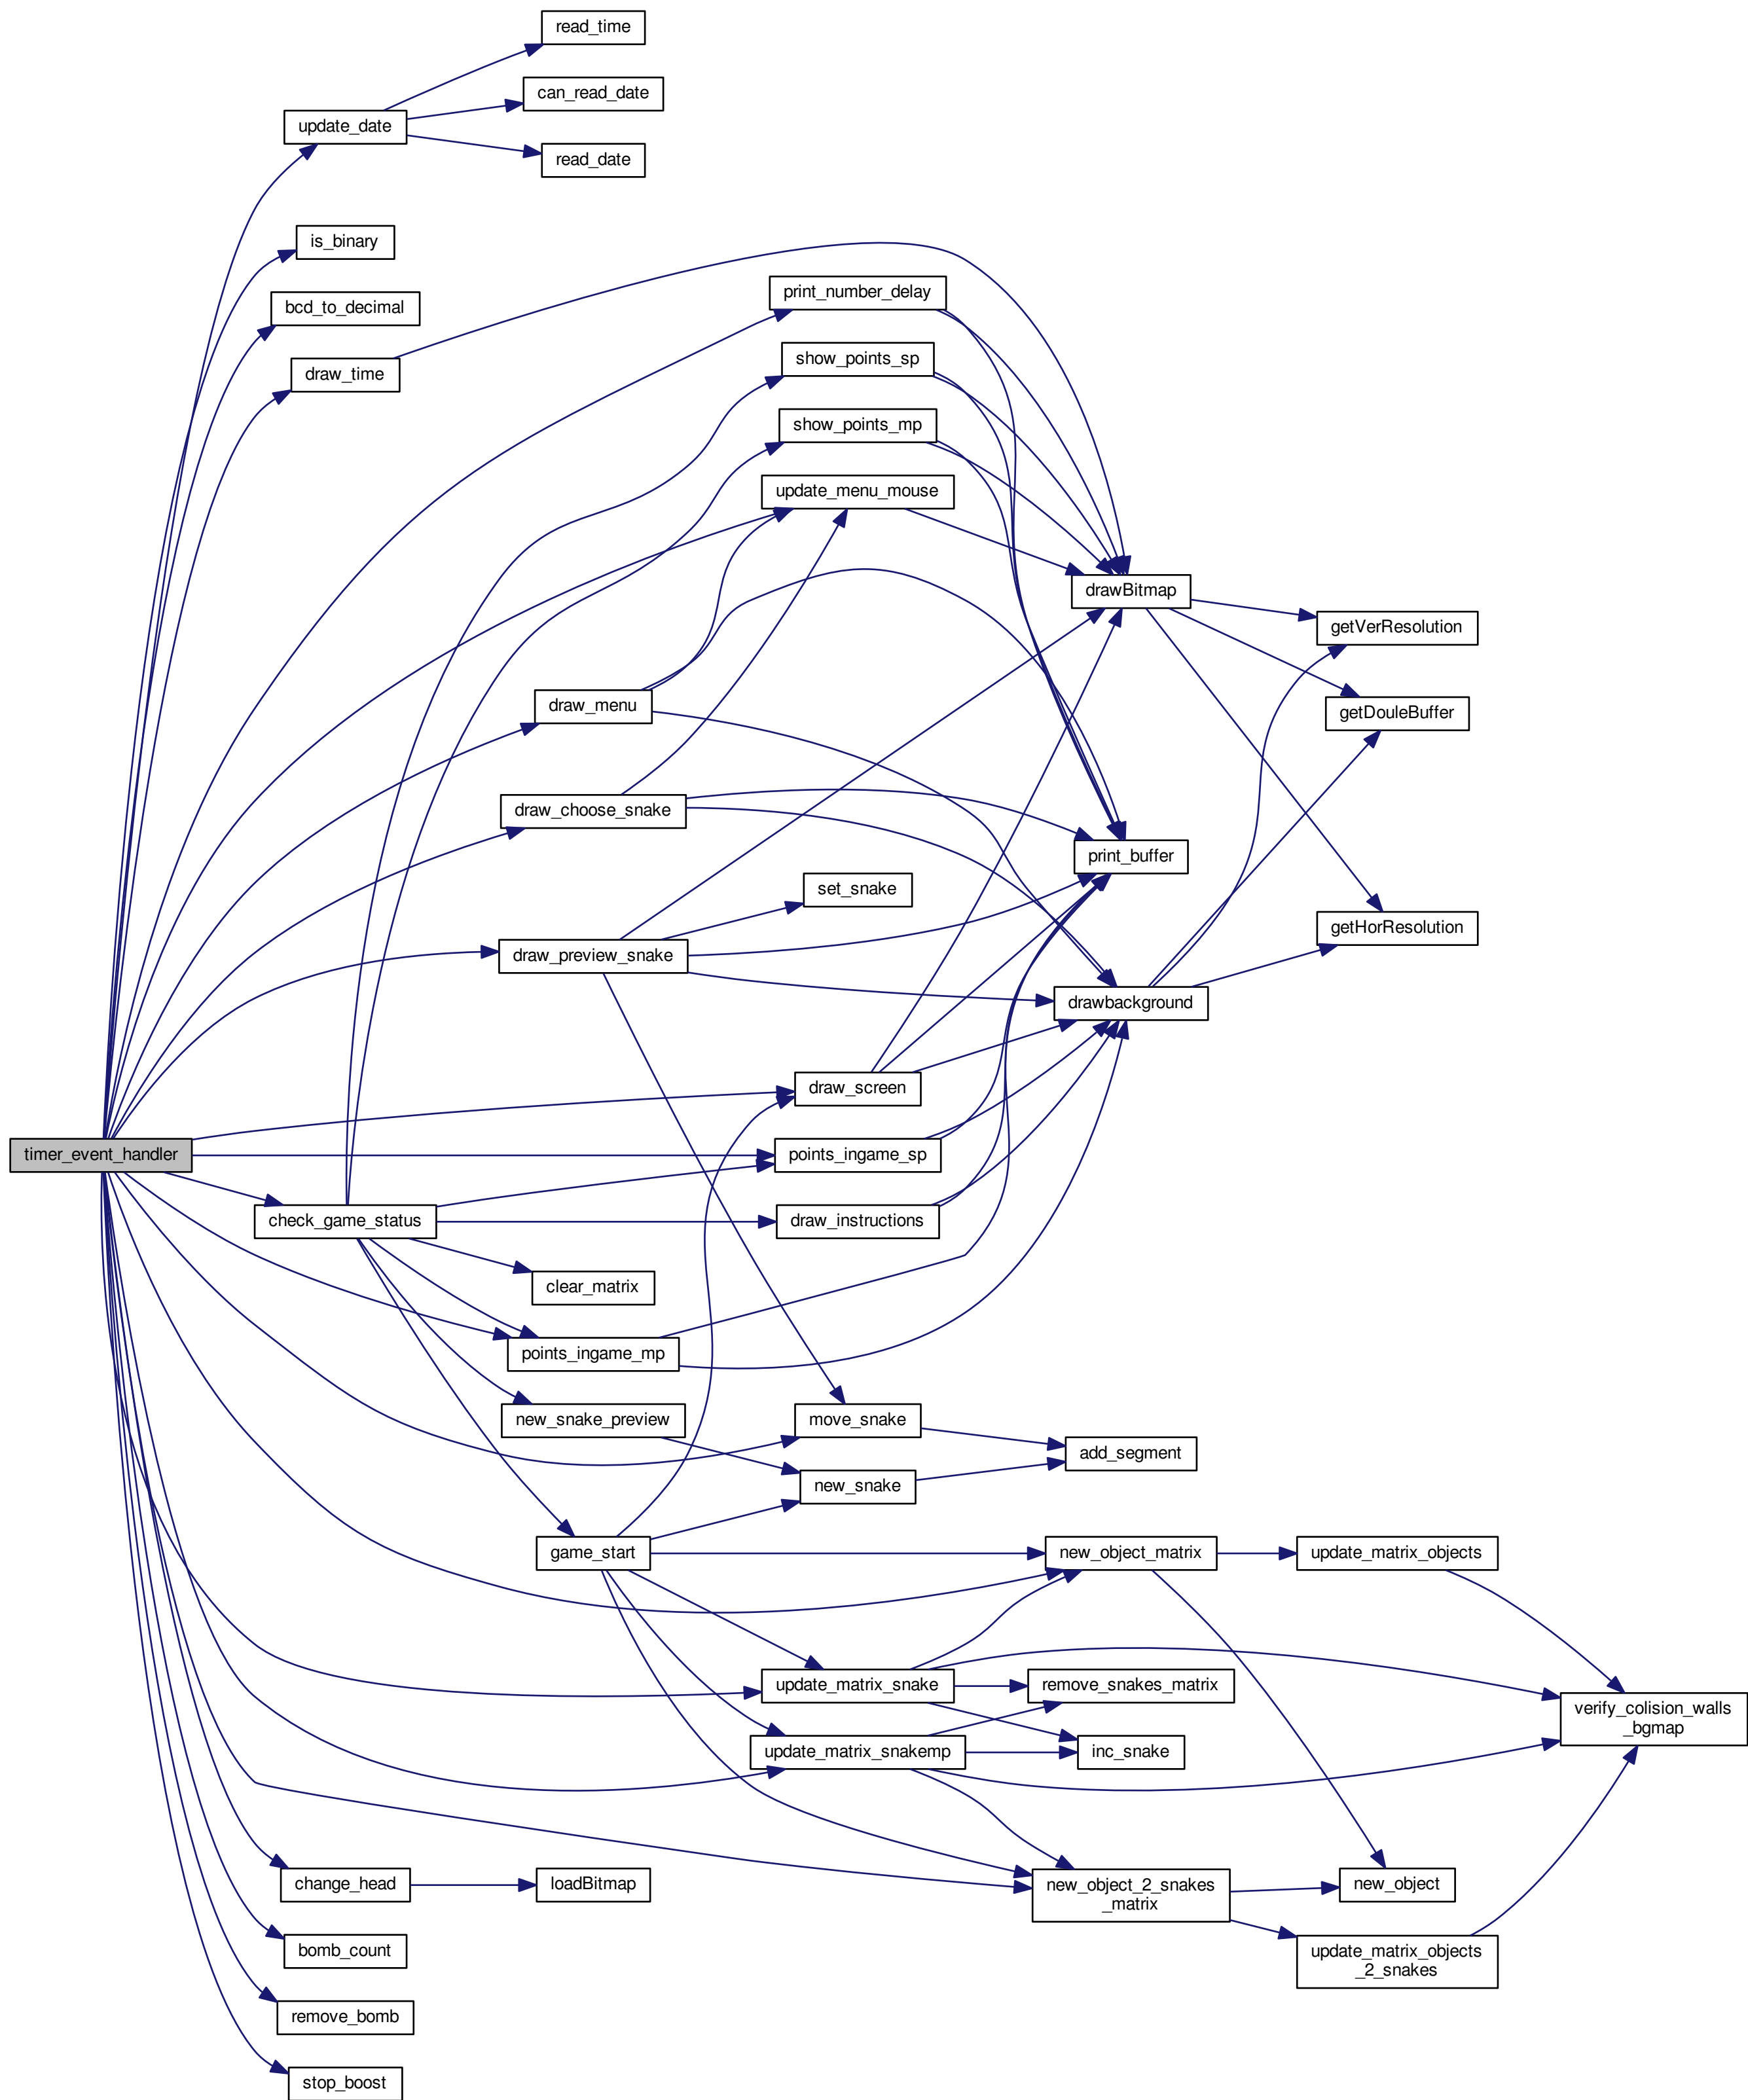 read_time
can_read_date
update_date
read_date
is_binary
print_number_delay
bcd_to_decimal
show_points_sp
draw_time
show_points_mp
update_menu_mouse
drawBitmap
getVerResolution
draw_menu
getDouleBuffer
draw_choose_snake
print_buffer
set_snake
getHorResolution
draw_preview_snake
drawbackground
draw_screen
timer_event_handler
points_ingame_sp
check_game_status
draw_instructions
clear_matrix
points_ingame_mp
new_snake_preview
move_snake
add_segment
new_snake
game_start
new_object_matrix
update_matrix_objects
update_matrix_snake
remove_snakes_matrix
verify_colision_walls
_bgmap
update_matrix_snakemp
inc_snake
change_head
loadBitmap
new_object_2_snakes
_matrix
new_object
bomb_count
update_matrix_objects
_2_snakes
remove_bomb
stop_boost